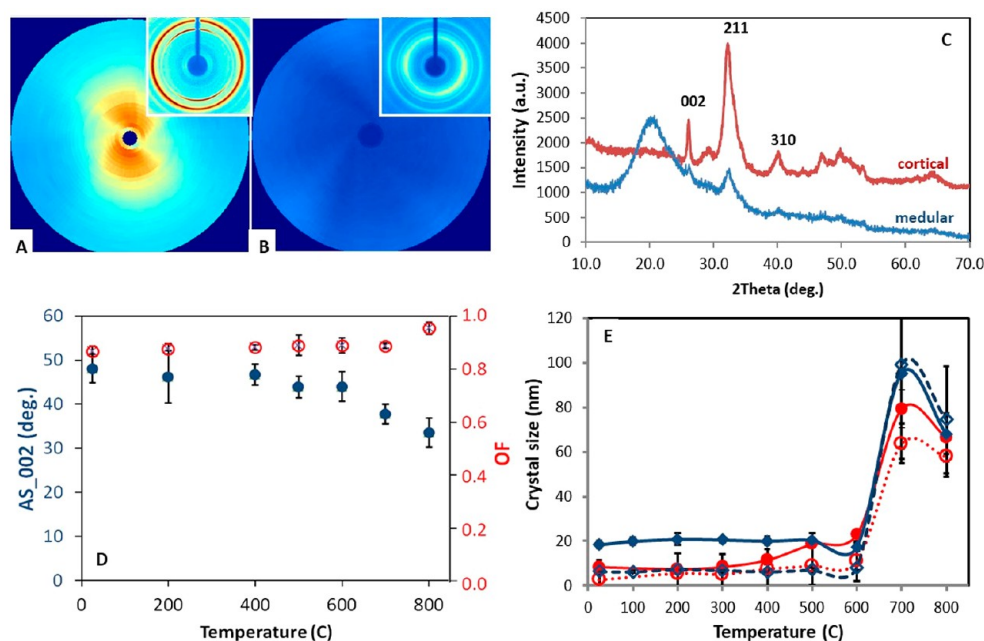 A
B
C
Intensity (a.u.)
4500
4000
3500
3000
2500
2000
1500
1000
500
0
002
211
310
cortical
medular
10.0 20.0 30.0 40.0 50.0 60.0 70.0
2Theta (deg.)
D
AS_002 (deg.)
60
50
40
30
20
10
0
1.0
0.8
0.6
0.4
0.2
0.0
OF
0 200 400 600 800
Temperature (C)
E
Crystal size (nm)
120
100
80
60
40
20
0
0 100 200 300 400 500 600 700 800
Temperature (C)